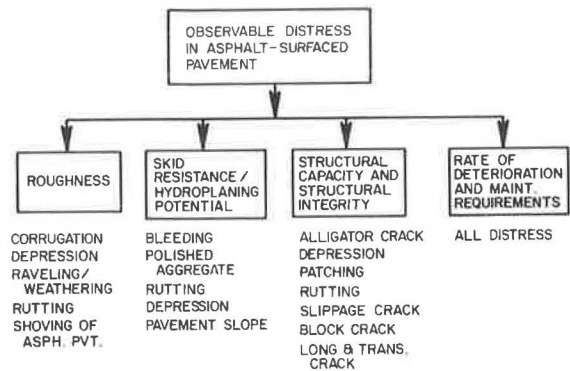 OBSERVABLE DISTRESS
IN ASPHALT-SURFACED
PAVEMENT
ROUGHNESS
SKID
RESISTANCE/
HYDROPLANING
POTENTIAL
STRUCTURAL
CAPACITY AND
STRUCTURAL
INTEGRITY
RATE OF
DETERIORATION
AND MAINT.
REQUIREMENTS
CORRUGATION
DEPRESSION
RAVELING/
WEATHERING
RUTTING
SHOVING OF
ASPH. PVT.
BLEEDING
POLISHED
AGGREGATE
RUTTING
DEPRESSION
PAVEMENT SLOPE
ALLIGATOR CRACK
DEPRESSION
PATCHING
RUTTING
SLIPPAGE CRACK
BLOCK CRACK
LONG & TRANS.
CRACK
ALL DISTRESS